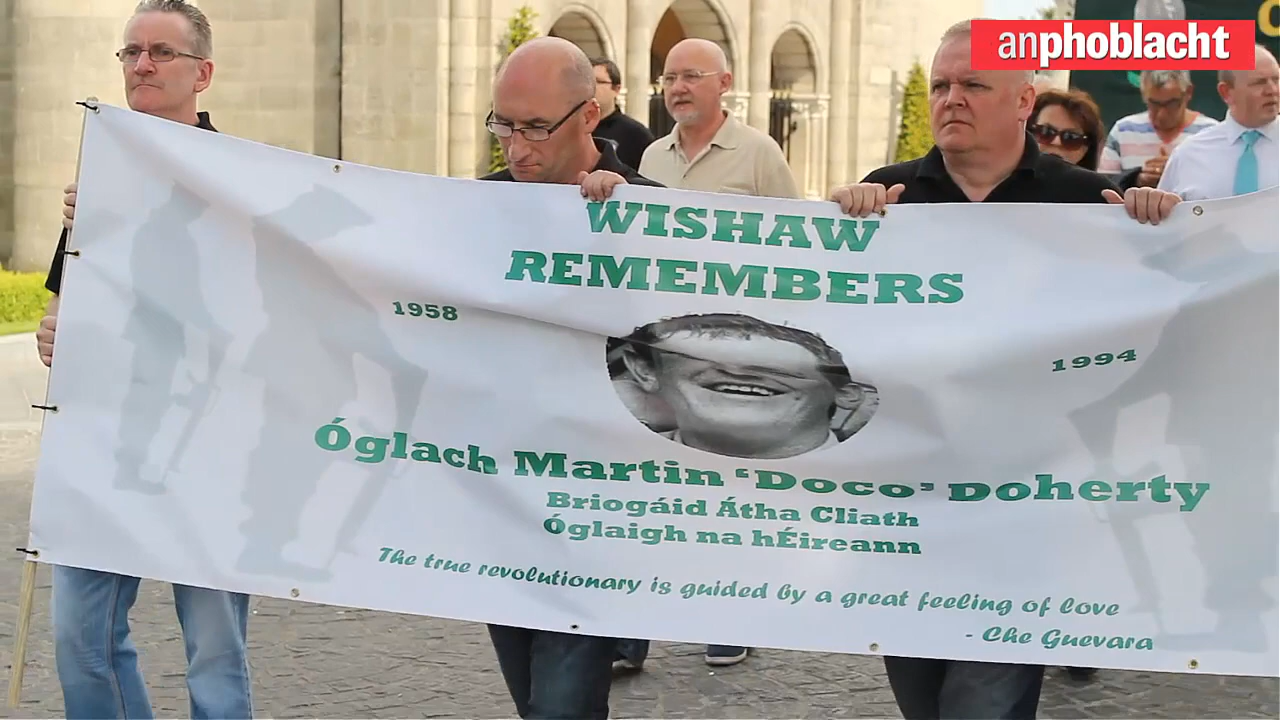 anphoblacht
WISHAW
REMEMBERS
1958
1994
Óglach Martin ‘Doco’ Doherty
Briogáid Átha Cliath
Óglaigh na hÉireann
The true revolutionary is guided by a great feeling of love
- Che Guevara